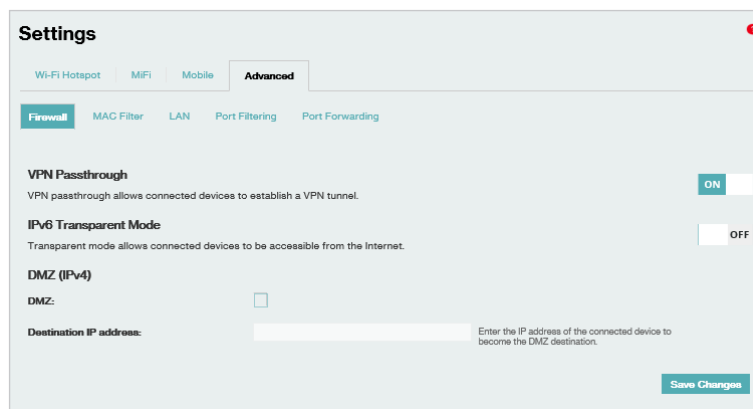 Settings
Wi-Fi Hotspot MiFi Mobile Advanced
Firewall MAC Filter LAN Port Filtering Port Forwarding
VPN Passthrough
VPN passthrough allows connected devices to establish a VPN tunnel.
ON
IPv6 Transparent Mode
Transparent mode allows connected devices to be accessible from the Internet.
OFF
DMZ (IPv4)
DMZ:
Destination IP address:
Enter the IP address of the connected device to
become the DMZ destination.
Save Changes